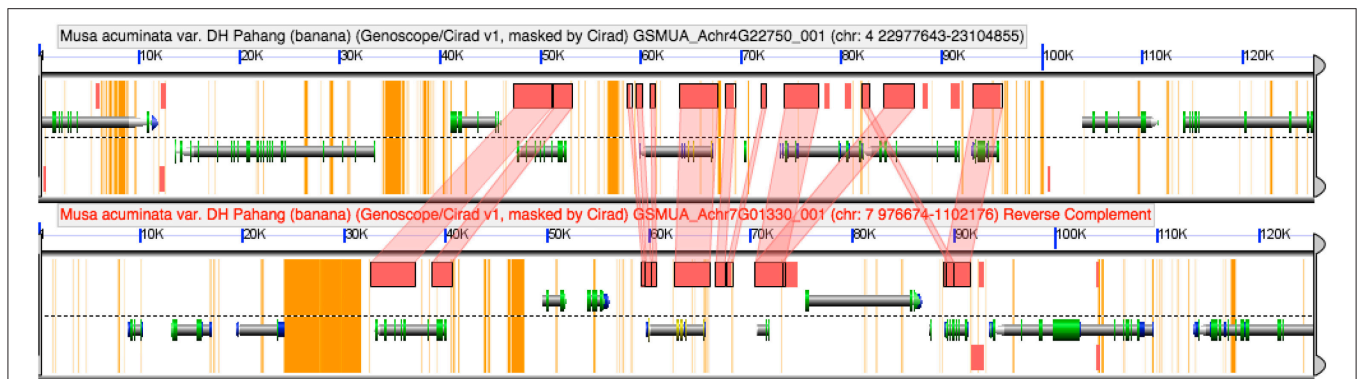 Musa acuminata var. DH Pahang (banana) (Genoscope/Cirad v1, masked by Cirad) GSMUA_Achr4G22750_001 (chr: 4 22977643-23104855)
10K 20K 30K 40K 50K 60K 70K 80K 90K 100K 110K 120K
Musa acuminata var. DH Pahang (banana) (Genoscope/Cirad v1, masked by Cirad) GSMUA_Achr7G01330_001 (chr: 7 976674-1102176) Reverse Complement
10K 20K 30K 40K 50K 60K 70K 80K 90K 100K 110K 120K